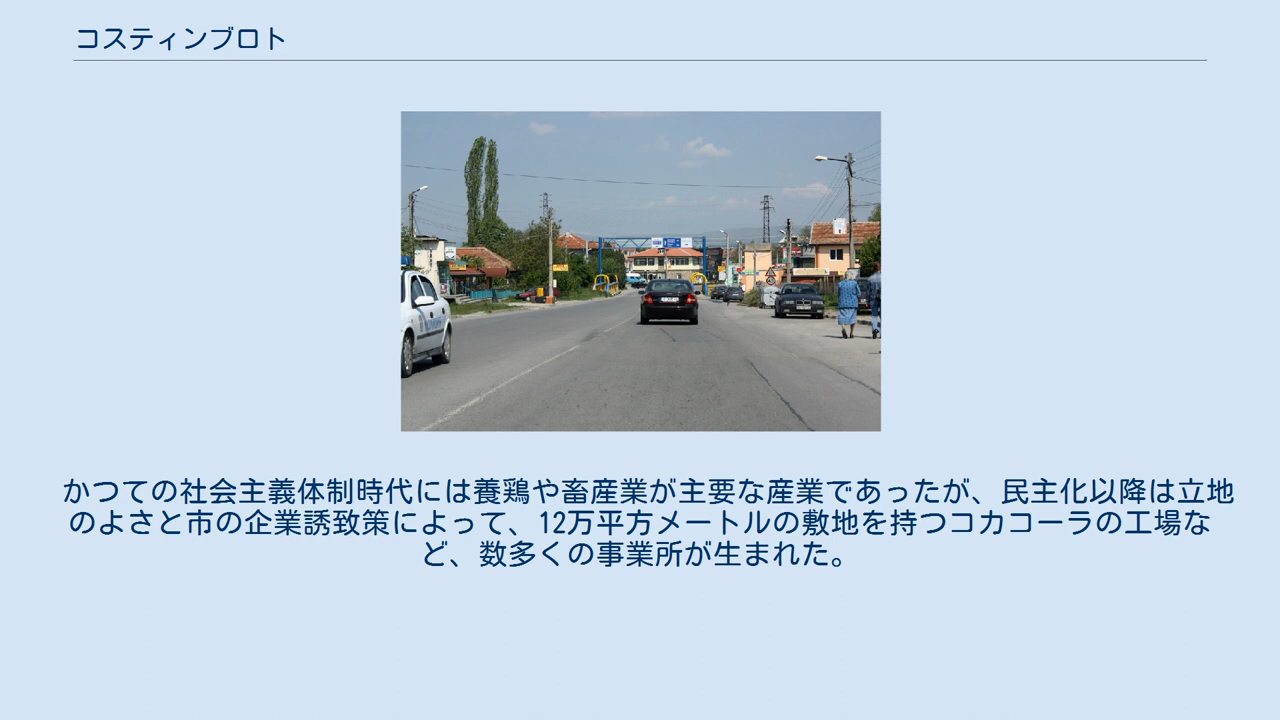 コスティンブロト
かつての社会主義体制時代には養鶏や畜産業が主要な産業であったが、民主化以降は立地
のよさと市の企業誘致策によって、12万平方メートルの敷地を持つコカコーラの工場な
ど、数多くの事業所が生まれた。